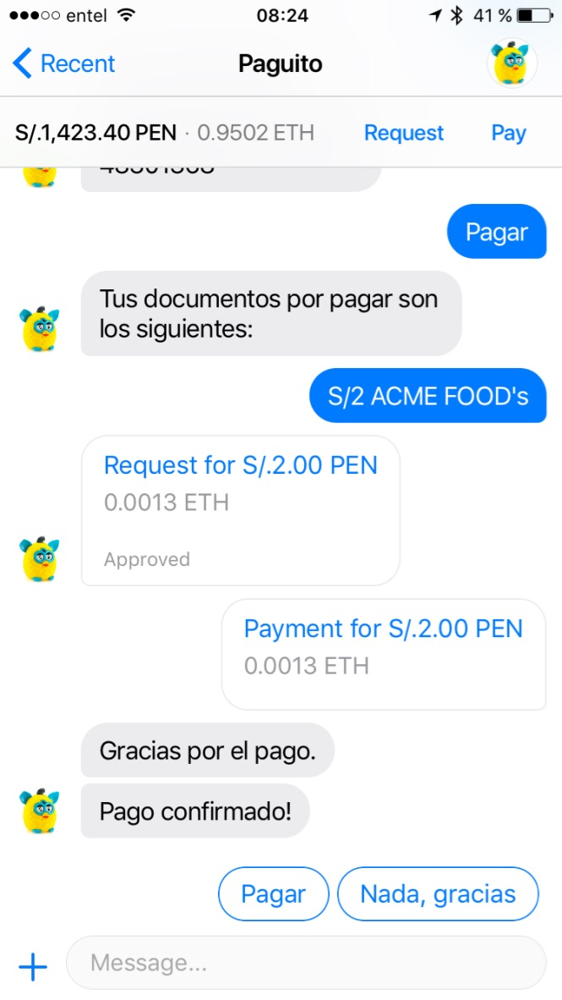 entel 08:24 41 %
Recent Paguito
S/.1,423.40 PEN · 0.9502 ETH Request Pay
Pagar
Tus documentos por pagar son
los siguientes:
S/2 ACME FOOD's
Request for S/.2.00 PEN
0.0013 ETH
Approved
Payment for S/.2.00 PEN
0.0013 ETH
Gracias por el pago.
Pago confirmado!
Pagar Nada, gracias
Message...